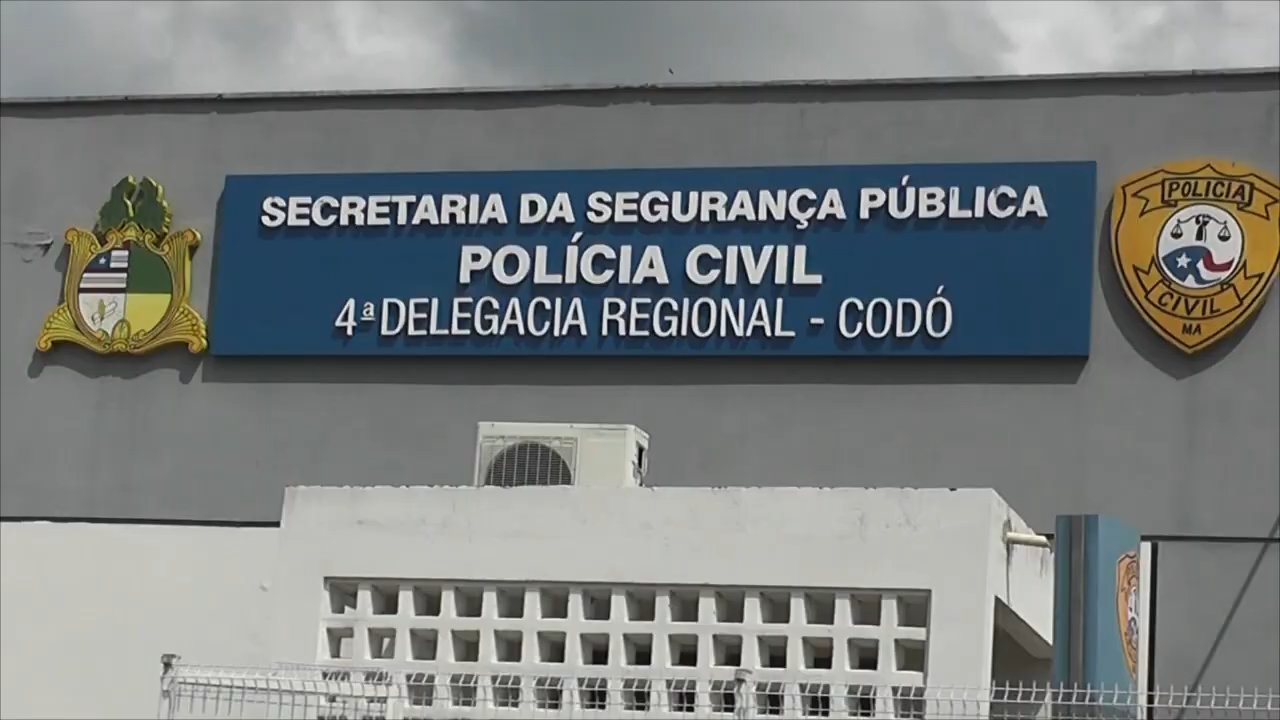 SECRETARIA DA SEGURANÇA PÚBLICA
POLÍCIA CIVIL
4ª DELEGACIA REGIONAL - CODÓ
POLICIA
CIVIL
MA